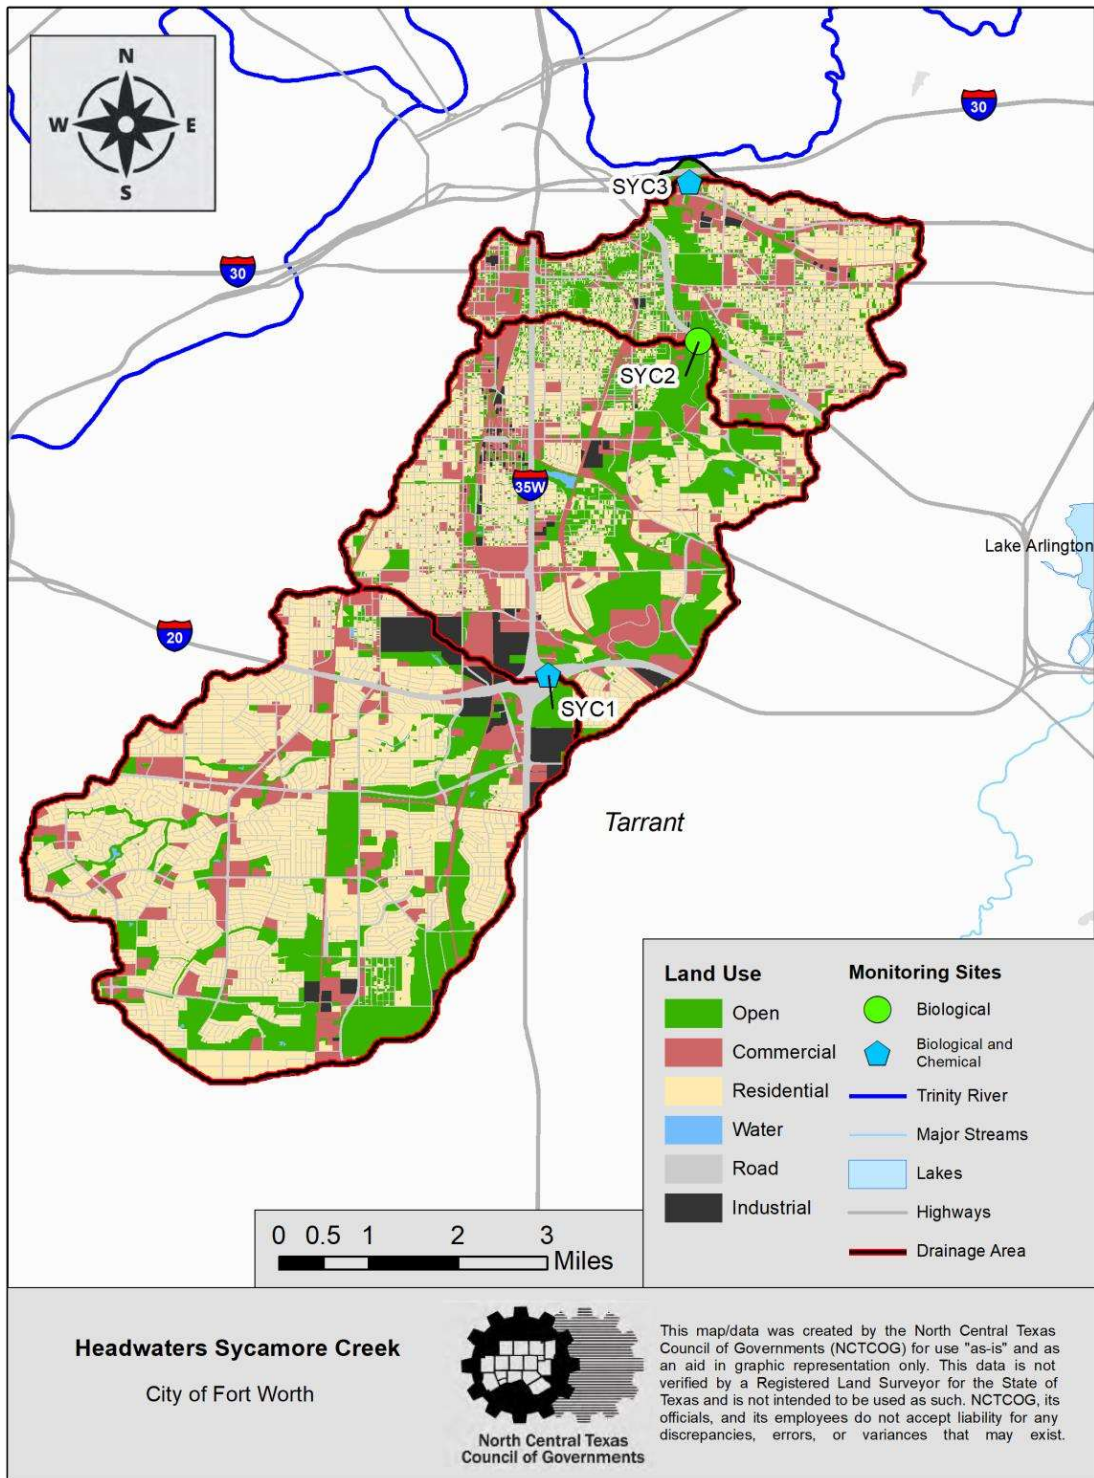 N
W E
S
30
SYC3
30
SYC2
35W
Lake Arlington
20
SYC1
Tarrant
Land Use
Open
Commercial
Residential
Water
Road
Industrial
Monitoring Sites
Biological
Biological and
Chemical
Trinity River
Major Streams
Lakes
Highways
Drainage Area
0 0.5 1 2 3
Miles
Headwaters Sycamore Creek
City of Fort Worth
North Central Texas
Council of Governments
This map/data was created by the North Central Texas
Council of Governments (NCTCOG) for use "as-is" and as
an aid in graphic representation only. This data is not
verified by a Registered Land Surveyor for the State of
Texas and is not intended to be used as such. NCTCOG, its
officials, and its employees do not accept liability for any
discrepancies, errors, or variances that may exist.